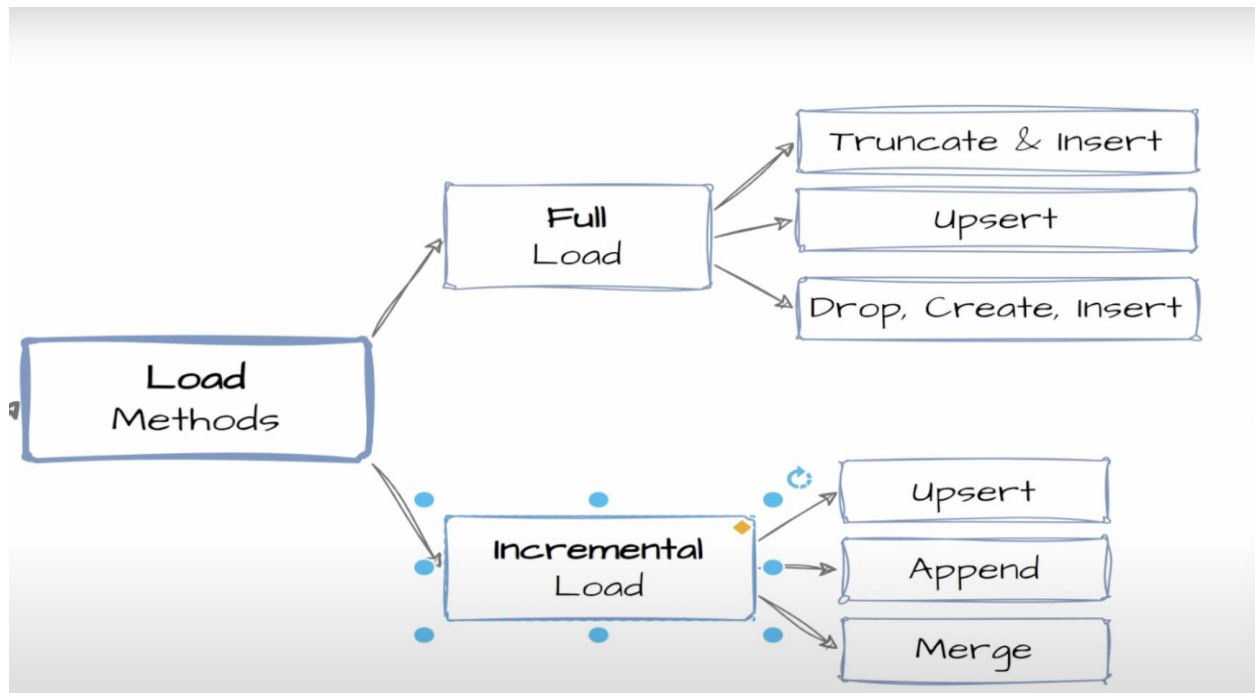 Load
Methods
Full
Load
Truncate & Insert
Upsert
Drop, Create, Insert
Incremental
Load
Upsert
Append
Merge